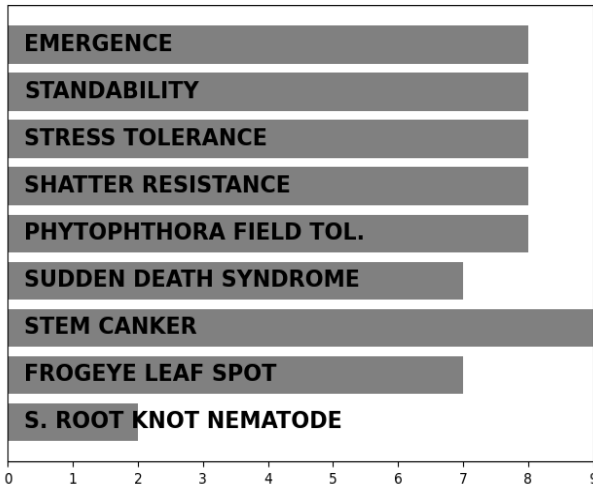 EMERGENCE
STANDABILITY
STRESS TOLERANCE
SHATTER RESISTANCE
PHYTOPHTHORA FIELD TOL.
SUDDEN DEATH SYNDROME
STEM CANKER
FROGEYE LEAF SPOT
S. ROOT KNOT NEMATODE
0 1 2 3 4 5 6 7 8 9